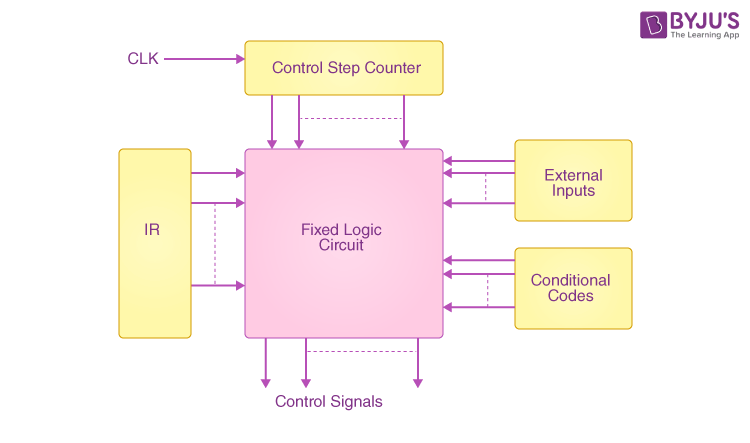 BYJU'S
The Learning App
CLK
Control Step Counter
IR
Fixed Logic
Circuit
External
Inputs
Conditional
Codes
Control Signals